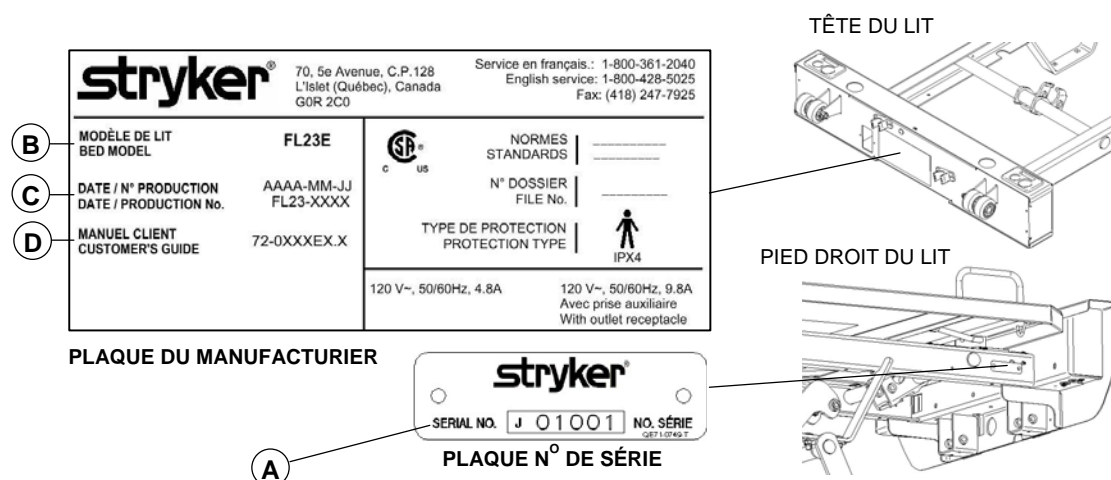 TÊTE DU LIT
stryker®
70, 5e Avenue, C.P.128
L'Islet (Québec), Canada
G0R 2C0
Service en français.: 1-800-361-2040
English service: 1-800-428-5025
Fax: (418) 247-7925
B
MODÈLE DE LIT
BED MODEL
FL23E
C
DATE / N° PRODUCTION
DATE / PRODUCTION No.
AAAA-MM-JJ
FL23-XXXX
D
MANUEL CLIENT
CUSTOMER'S GUIDE
72-0XXXEX.X
CSA®
C US
NORMES
STANDARDS
N° DOSSIER
FILE No.
TYPE DE PROTECTION
PROTECTION TYPE
IPX4
120 V~, 50/60Hz, 4.8A
120 V~, 50/60Hz, 9.8A
Avec prise auxiliaire
With outlet receptacle
PIED DROIT DU LIT
PLAQUE DU MANUFACTURIER
stryker®
SERIAL NO. J 01001 NO. SÉRIE
A
PLAQUE N° DE SÉRIE